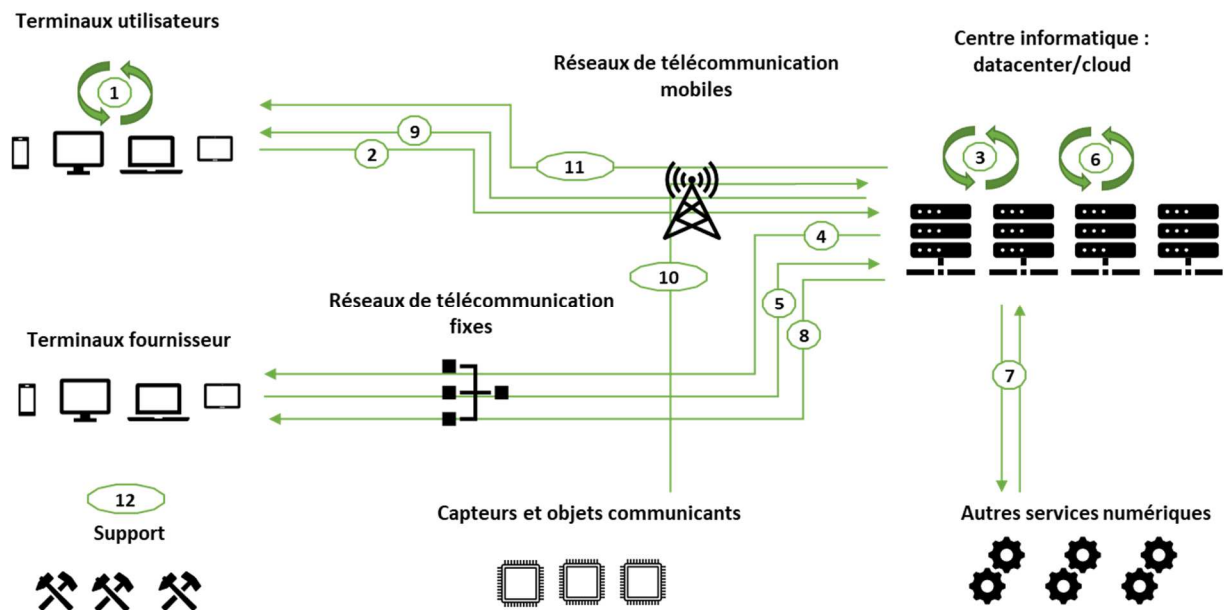 Terminaux utilisateurs
Centre informatique :
datacenter/cloud
Réseaux de télécommunication
mobiles
1
9
2
11
3
6
4
10
5
8
Réseaux de télécommunication
fixes
Terminaux fournisseur
7
12
Support
Capteurs et objets communicants
Autres services numériques